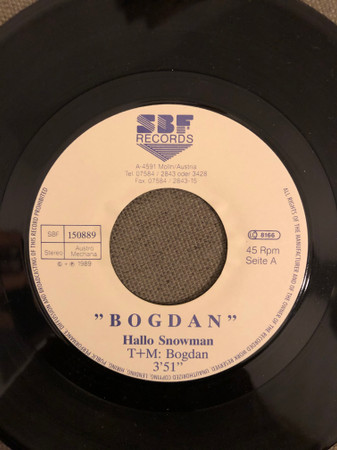 SBF
RECORDS
A-4591 Molln/Austria
Tel. 07584 / 2843 oder 3428
Fax. 07584 / 2843-15
SBF 150889
Stereo Austro Mechana
LC 8166
℗ + © 1989
45 Rpm
Seite A
"BOGDAN"
Hallo Snowman
T+M: Bogdan
3'51"
ALL RIGHTS OF THE MANUFACTURER AND OF THE OWNER OF THE RECORDED WORK RESERVED. UNAUTHORIZED COPYING, HIRING, PUBLIC PERFORMANCE AND BROADCASTING OF THIS RECORD PROHIBITED